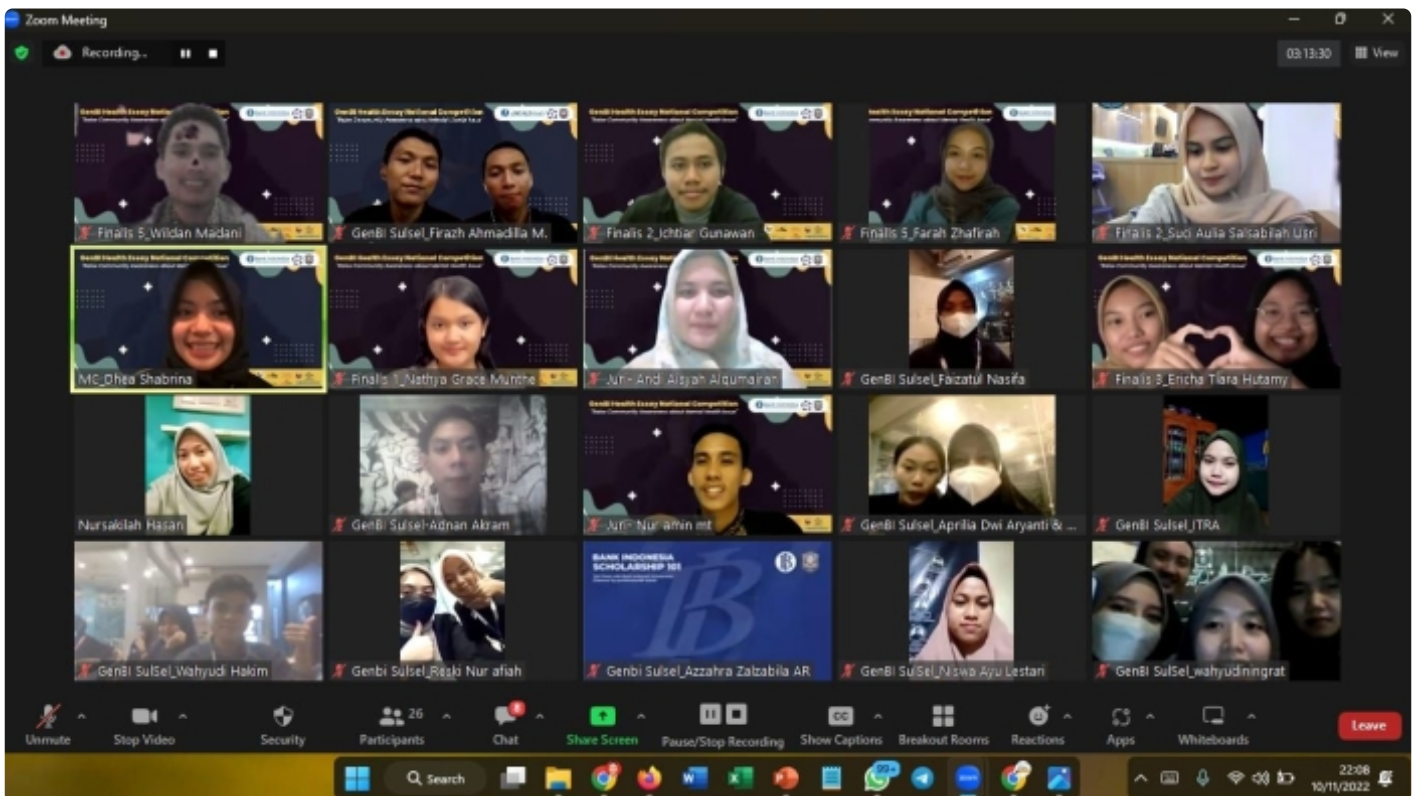 Zoom Meeting
Recording...
03:13:30
View
GenBI Health Essay National Competition
Finalis 5_Wildan Madani
GenBI Sulsel_Firazh Ahmadilla M.
Finalis 2_Ichtiar Gunawan
Finalis 5_Farah Zhafirah
Finalis 2_Suci Aulia Salsabilah Usri
MC_Dhea Shabrina
Finalis 1_Nathya Grace Munthe
Juri - Andi Aisyah Alqumairah
GenBI Sulsel_Faizatul Nasifa
Finalis 3_Ericha Tiara Hutamy
Nursakilah Hasan
GenBi Sulsel-Adnan Akram
Juri - Nur amin mt
GenBI Sulsel_Aprilia Dwi Aryanti & ...
GenBI Sulsel_ITRA
GenBI SulSel_Wahyudi Hakim
Genbi Sulsel_Reski Nur afiah
BANK INDONESIA
SCHOLARSHIP 101
Genbi Sulsel_Azzahra Zalzabila AR
GenBI SulSel_Niswa Ayu Lestari
GenBI SulSel_wahyudiningrat
Unmute
Stop Video
Security
26
Participants
8
Chat
Share Screen
Pause/Stop Recording
CC
Show Captions
Breakout Rooms
Reactions
Apps
Whiteboards
Leave
Search
99+
zoom
22:08
10/11/2022